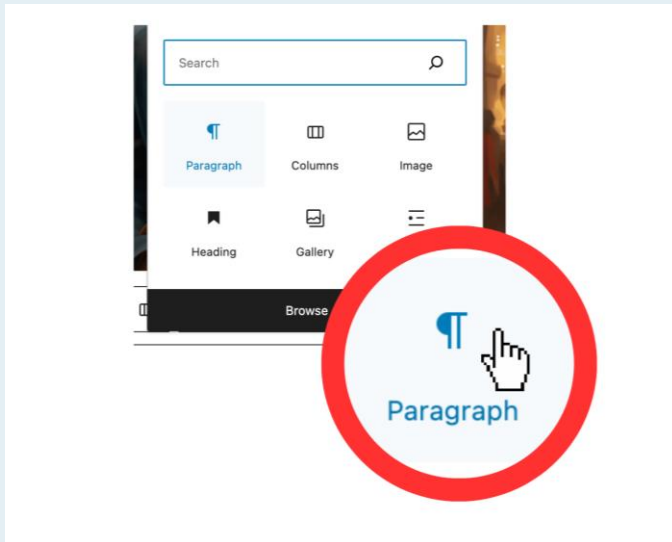 Search
Paragraph Columns Image
Heading Gallery
Browse
Paragraph